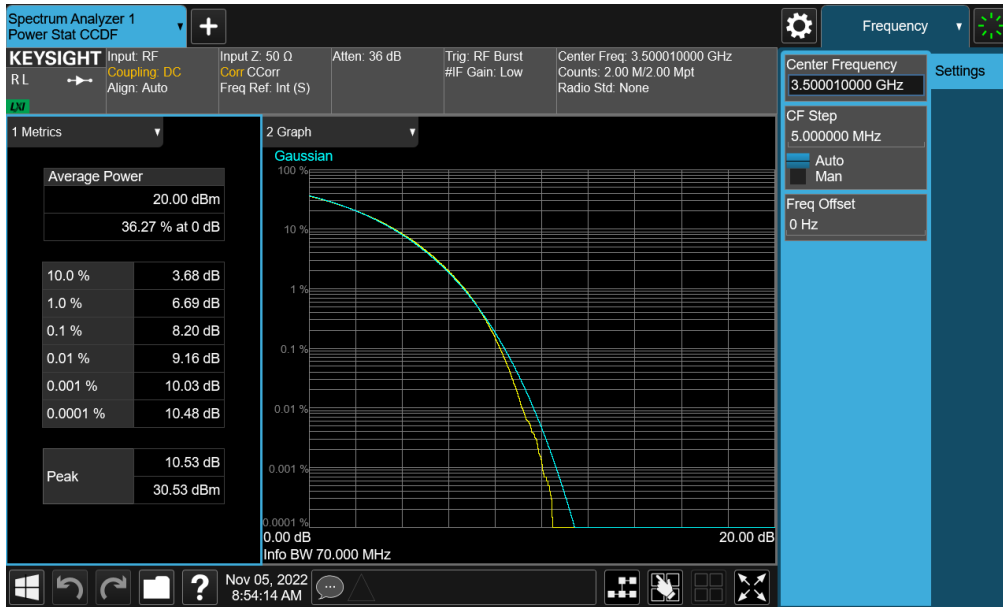 Spectrum Analyzer 1
Power Stat CCDF
+
Frequency
KEYSIGHT
R L
LXI
Input: RF
Coupling: DC
Align: Auto
Input Z: 50 Ω
Corr CCorr
Freq Ref: Int (S)
Atten: 36 dB
Trig: RF Burst
#IF Gain: Low
Center Freq: 3.500010000 GHz
Counts: 2.00 M/2.00 Mpt
Radio Std: None
Center Frequency
3.500010000 GHz
Settings
CF Step
5.000000 MHz
Auto
Man
Freq Offset
0 Hz
1 Metrics
Average Power
20.00 dBm
36.27 % at 0 dB
10.0 % 3.68 dB
1.0 % 6.69 dB
0.1 % 8.20 dB
0.01 % 9.16 dB
0.001 % 10.03 dB
0.0001 % 10.48 dB
Peak
10.53 dB
30.53 dBm
2 Graph
Gaussian
100 %
10 %
1 %
0.1 %
0.01 %
0.001 %
0.0001 %
0.00 dB 20.00 dB
Info BW 70.000 MHz
?
Nov 05, 2022
8:54:14 AM